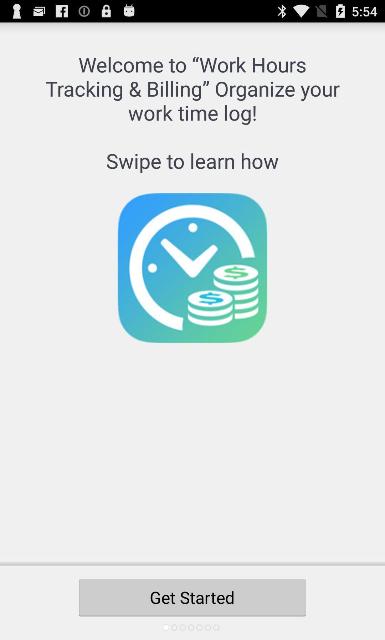 5:54
Welcome to “Work Hours
Tracking & Billing” Organize your
work time log!
Swipe to learn how
$
$
Get Started